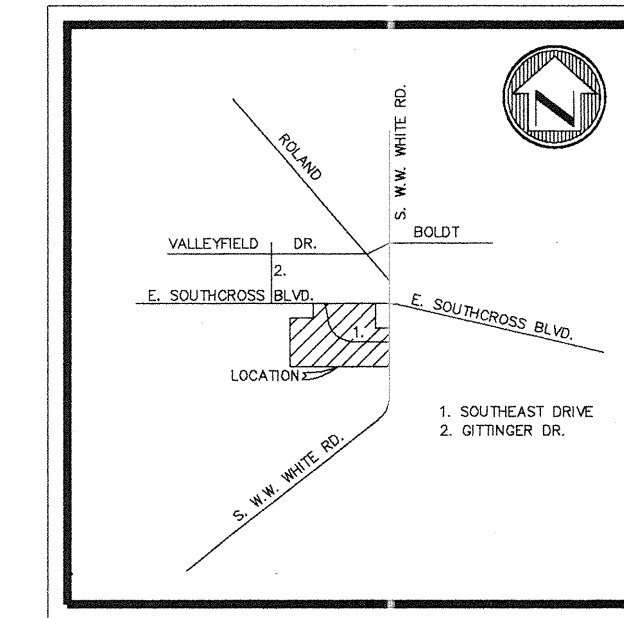 N
S. W.W. WHITE RD.
ROLAND
BOLDT
VALLEYFIELD DR.
2.
E. SOUTHCROSS BLVD.
E. SOUTHCROSS BLVD.
1.
LOCATION
1. SOUTHEAST DRIVE
2. GITTINGER DR.
S. W.W. WHITE RD.